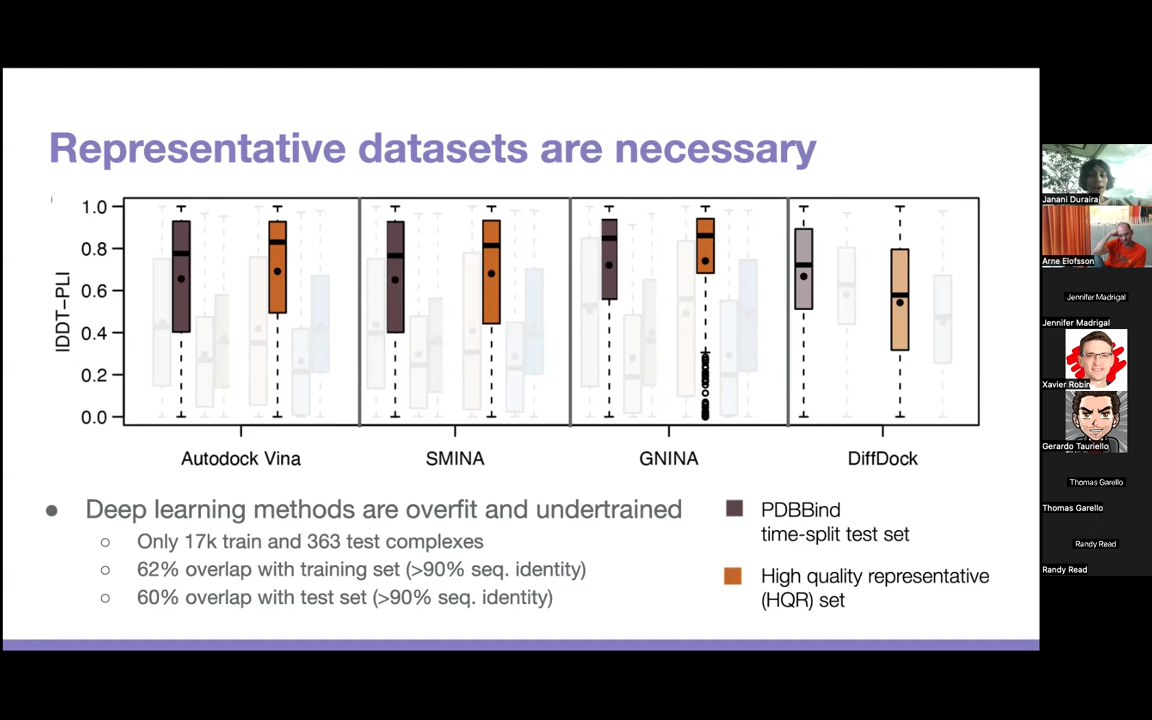 Representative datasets are necessary
lDDT-PLI
1.0
0.8
0.6
0.4
0.2
0.0
Autodock Vina
SMINA
GNINA
DiffDock
● Deep learning methods are overfit and undertrained
○ Only 17k train and 363 test complexes
○ 62% overlap with training set (>90% seq. identity)
○ 60% overlap with test set (>90% seq. identity)
PDBBind
time-split test set
High quality representative
(HQR) set
Janani Durairaj
Arne Elofsson
Jennifer Madrigal
Jennifer Madrigal
Xavier Robin
Gerardo Tauriello
Thomas Garello
Thomas Garello
Randy Read
Randy Read